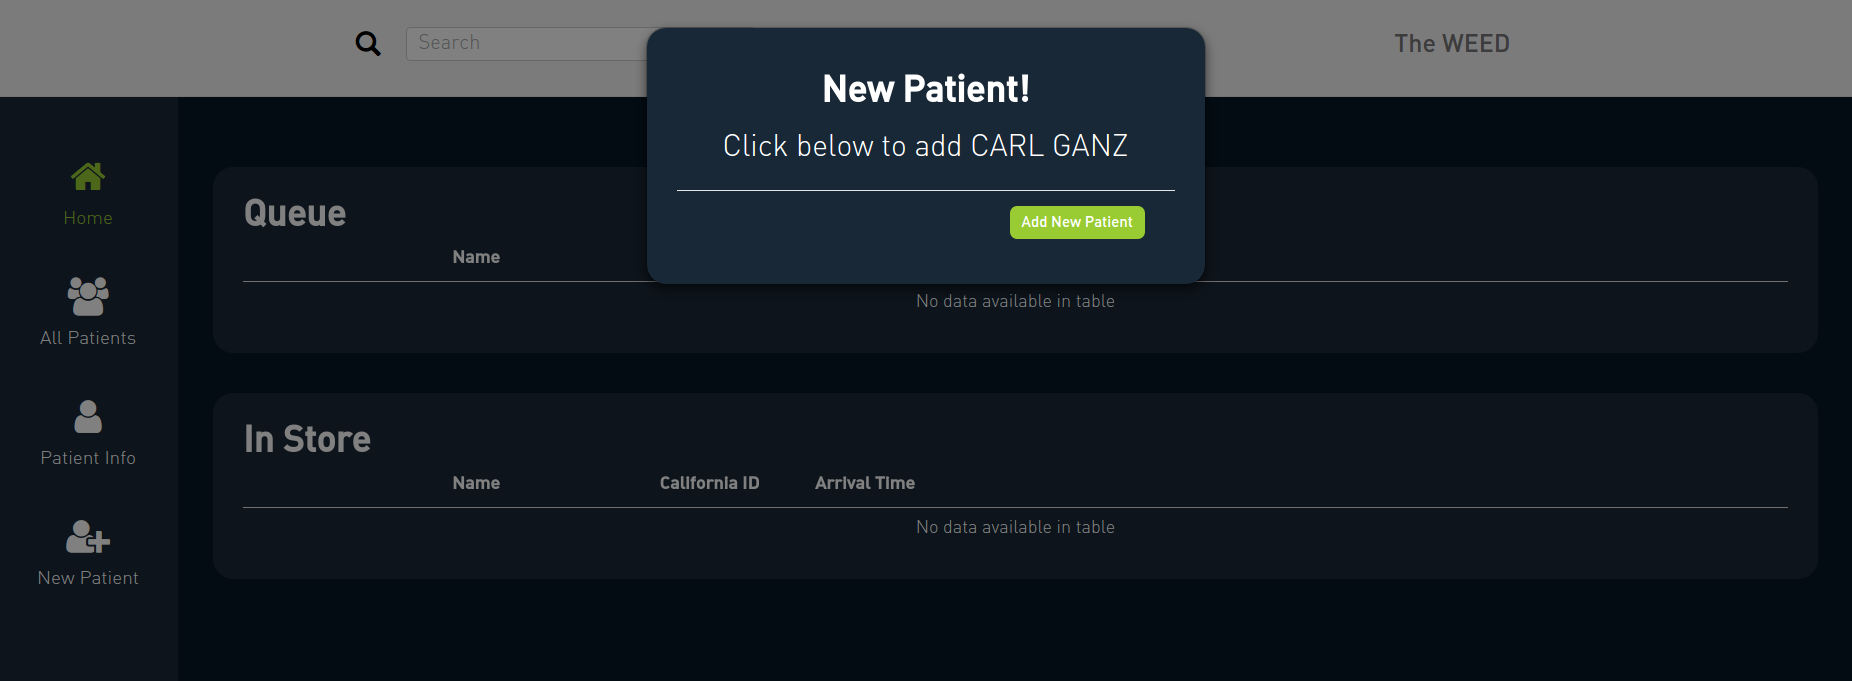 Search
The WEED
New Patient!
Click below to add CARL GANZ
Add New Patient
Home
All Patients
Patient Info
New Patient
Queue
Name
No data available in table
In Store
Name California ID Arrival Time
No data available in table